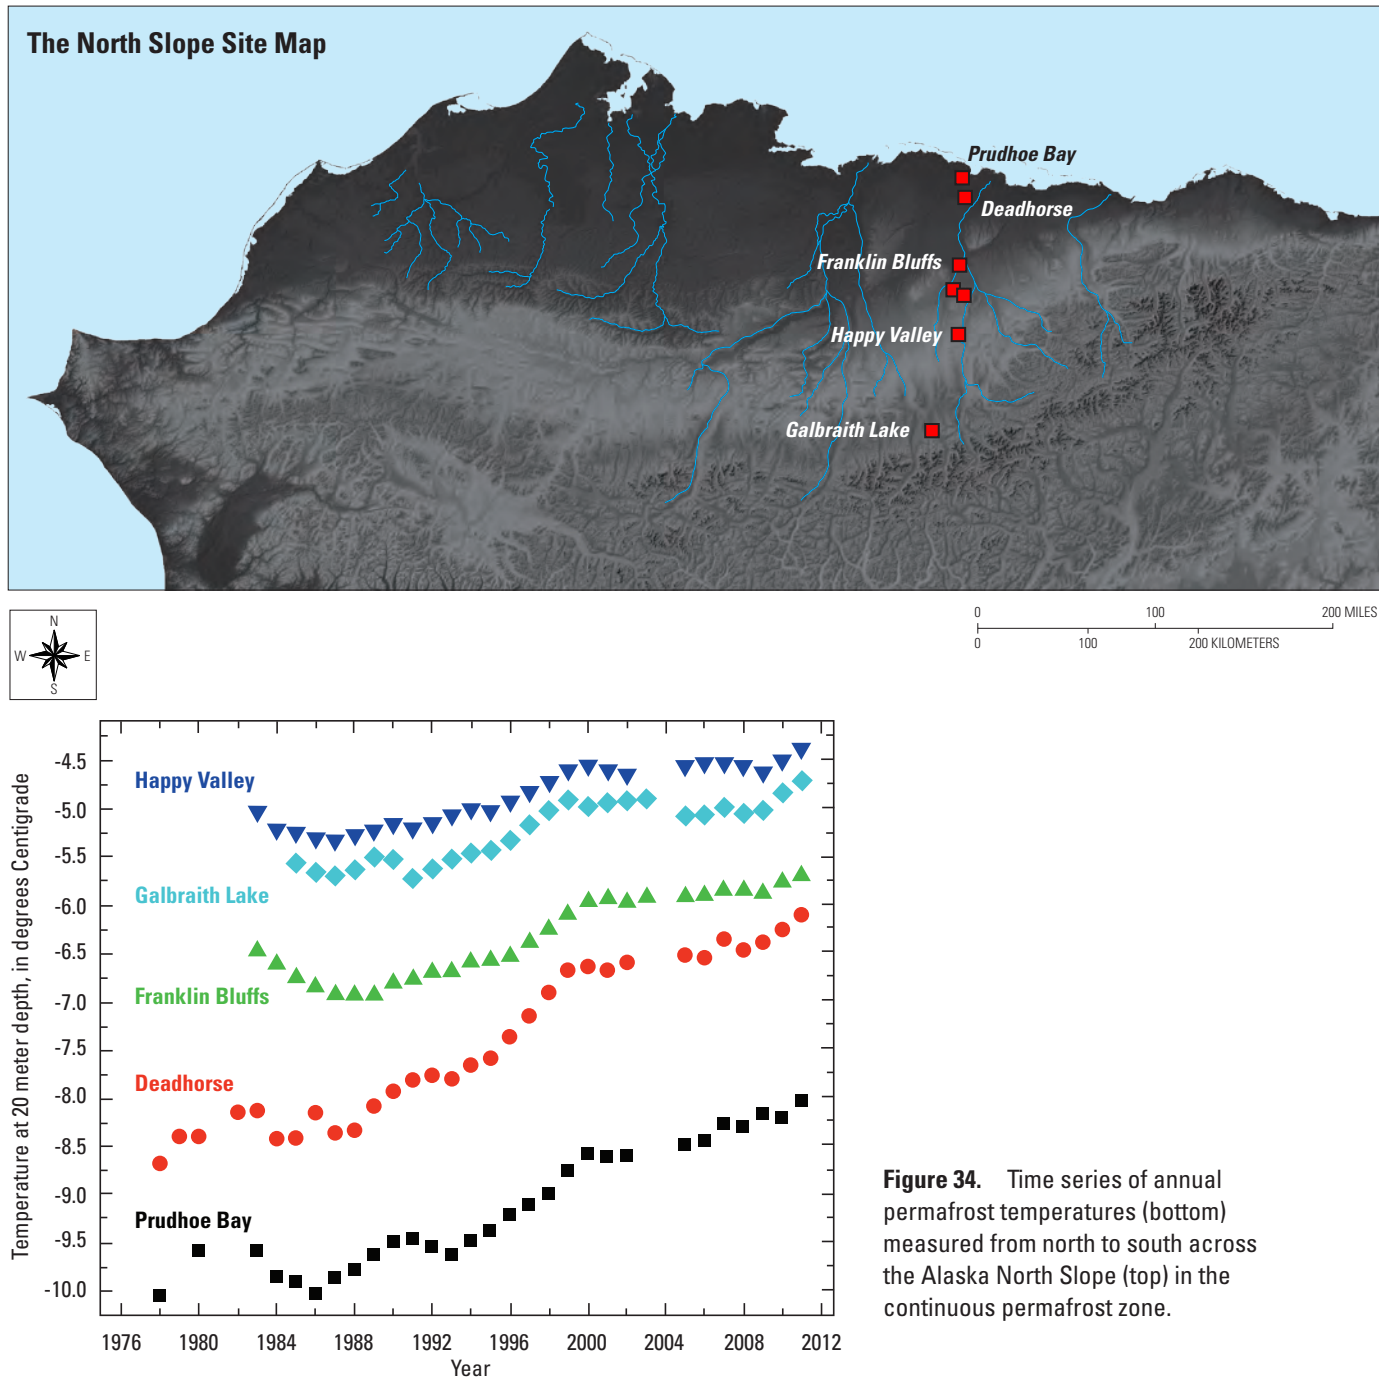 The North Slope Site Map
Prudhoe Bay
Deadhorse
Franklin Bluffs
Happy Valley
Galbraith Lake
N
W E
S
0 100 200 MILES
0 100 200 KILOMETERS
Temperature at 20 meter depth, in degrees Centigrade
-4.5
-5.0
-5.5
-6.0
-6.5
-7.0
-7.5
-8.0
-8.5
-9.0
-9.5
-10.0
Happy Valley
Galbraith Lake
Franklin Bluffs
Deadhorse
Prudhoe Bay
1976 1980 1984 1988 1992 1996 2000 2004 2008 2012
Year
Figure 34. Time series of annual
permafrost temperatures (bottom)
measured from north to south across
the Alaska North Slope (top) in the
continuous permafrost zone.